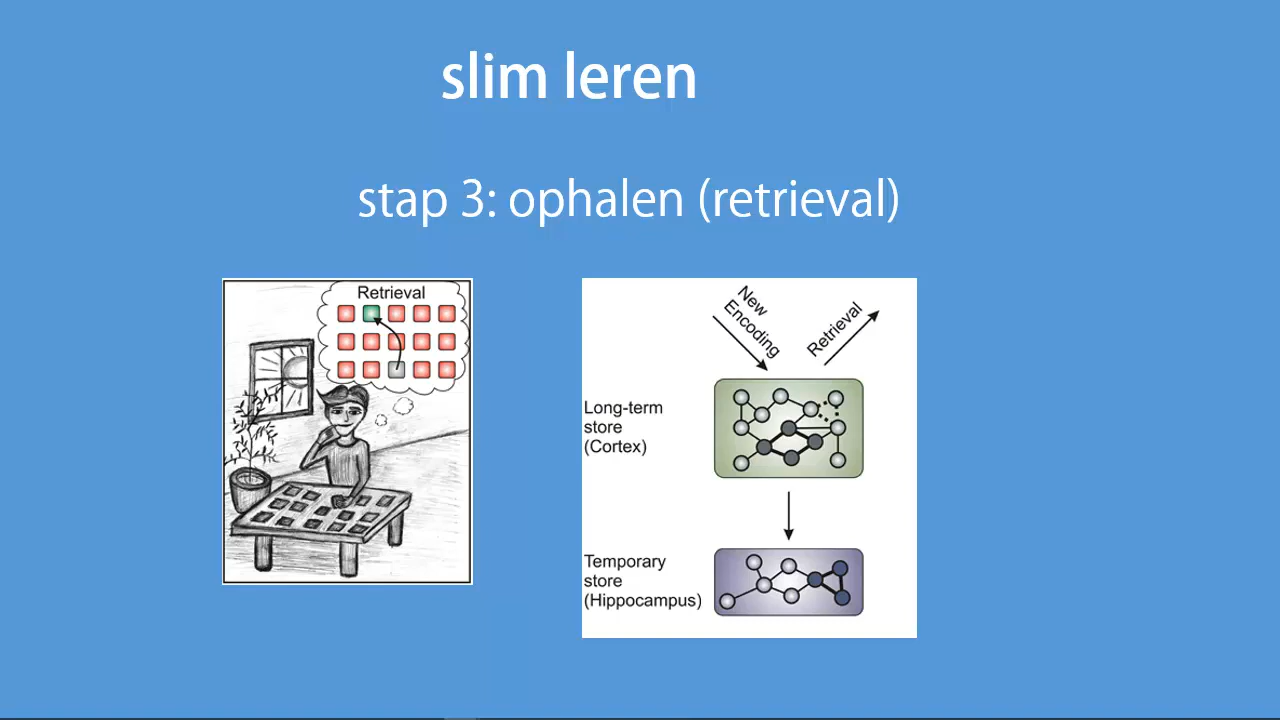 slim leren
stap 3: ophalen (retrieval)
Retrieval
New
Encoding
Retrieval
Long-term
store
(Cortex)
Temporary
store
(Hippocampus)